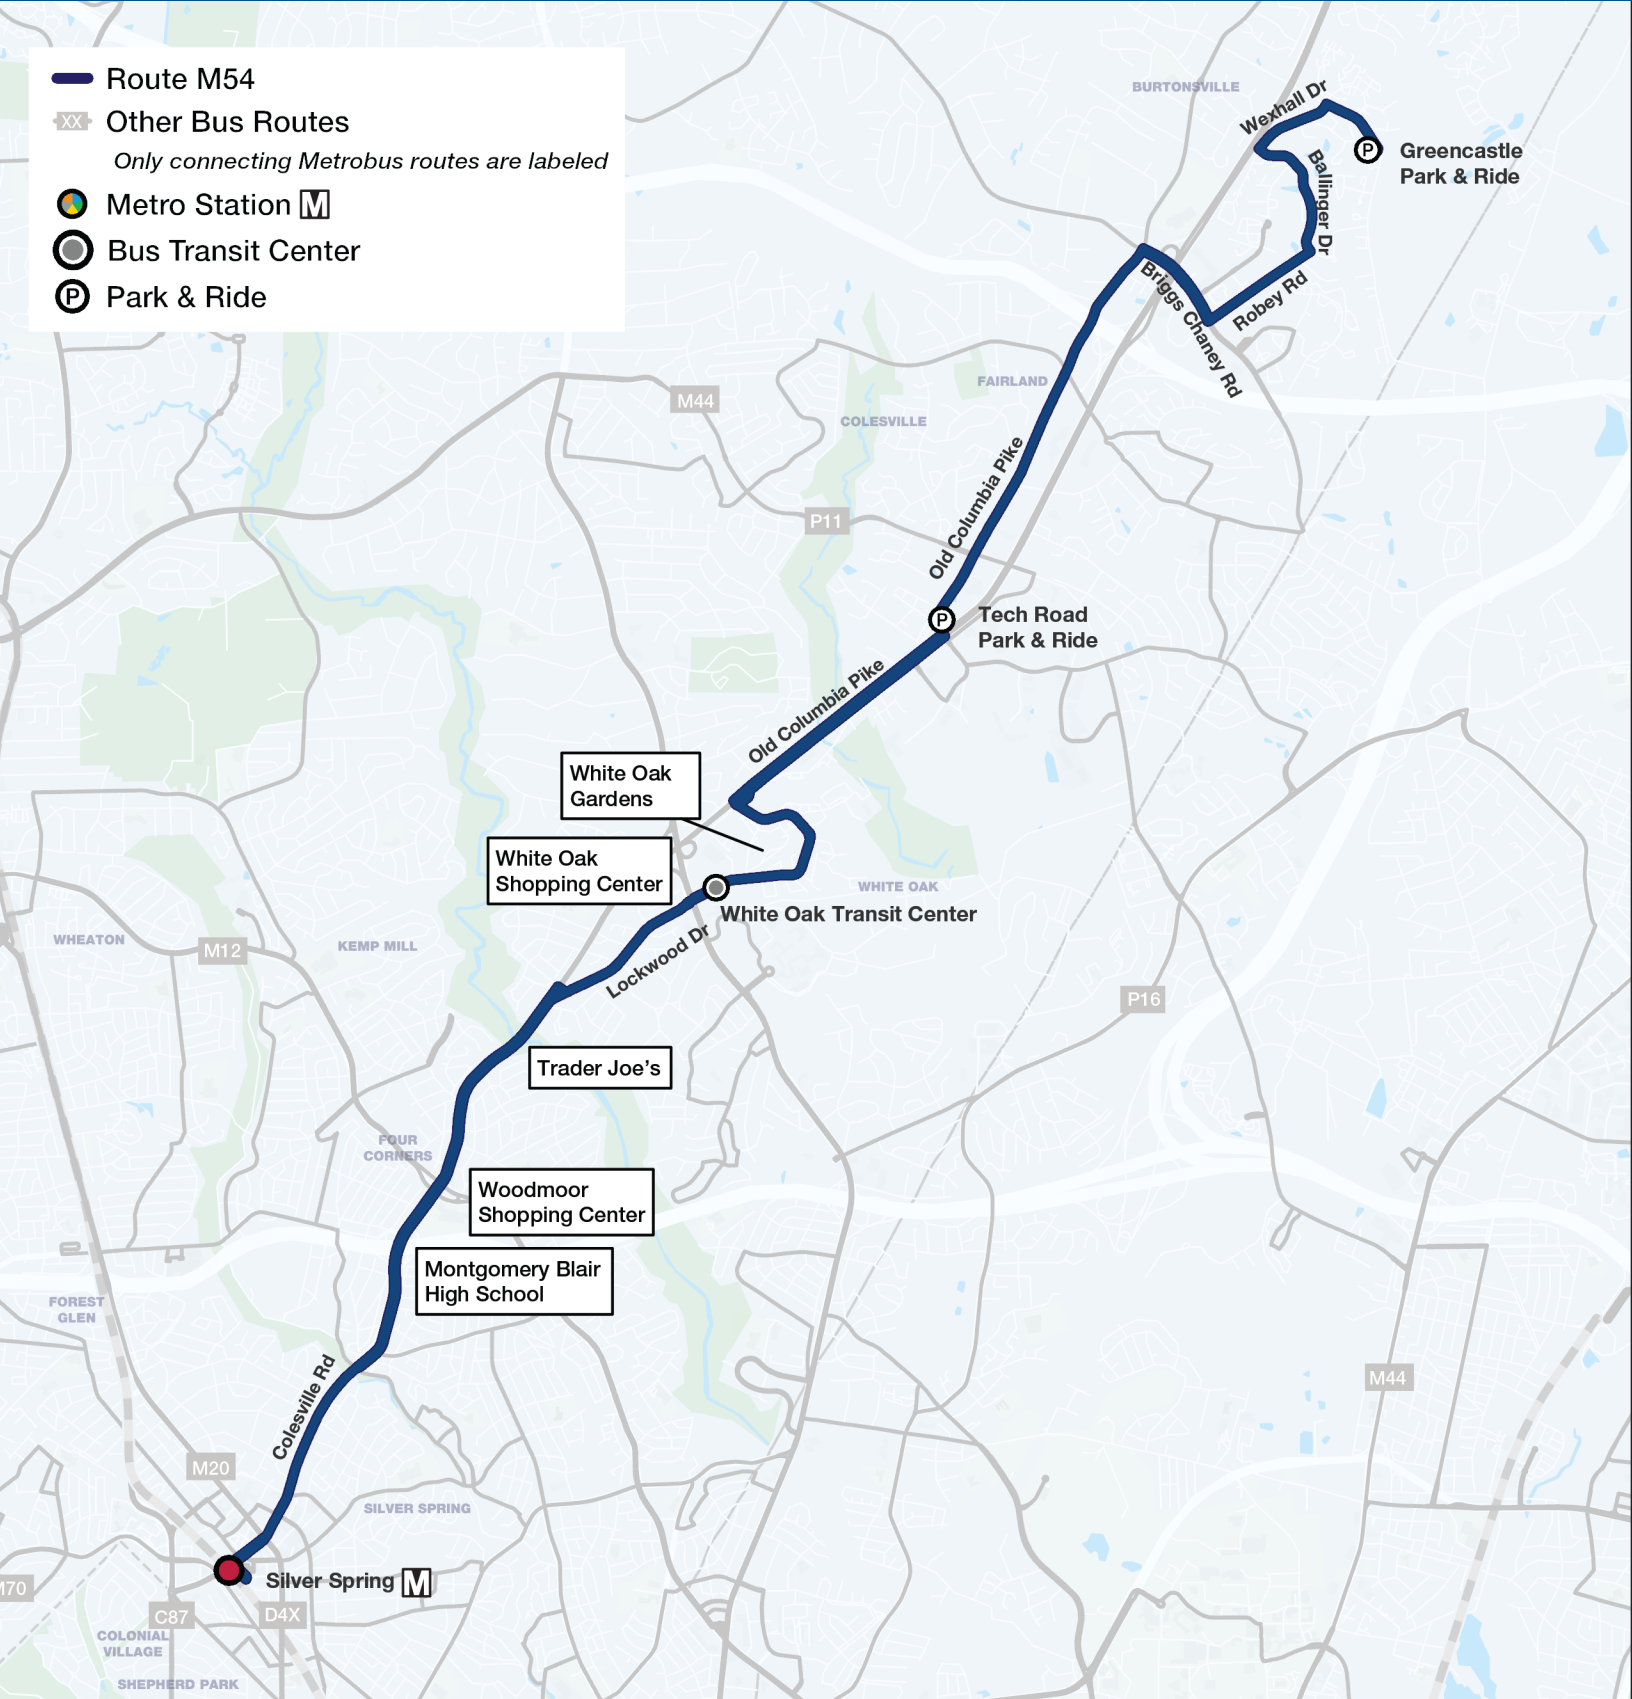 Route M54
XX Other Bus Routes
Only connecting Metrobus routes are labeled
Metro Station M
Bus Transit Center
P Park & Ride
BURTONSVILLE
Wexhall Dr
P
Greencastle
Park & Ride
Ballinger Dr
Briggs Chaney Rd
Robey Rd
FAIRLAND
M44
COLESVILLE
Old Columbia Pike
P11
P
Tech Road
Park & Ride
Old Columbia Pike
White Oak
Gardens
White Oak
Shopping Center
WHITE OAK
White Oak Transit Center
Lockwood Dr
WHEATON
M12
KEMP MILL
P16
Trader Joe's
FOUR
CORNERS
Woodmoor
Shopping Center
Montgomery Blair
High School
FOREST
GLEN
Colesville Rd
M44
M20
SILVER SPRING
Silver Spring M
M70
C87
D4X
COLONIAL
VILLAGE
SHEPHERD PARK